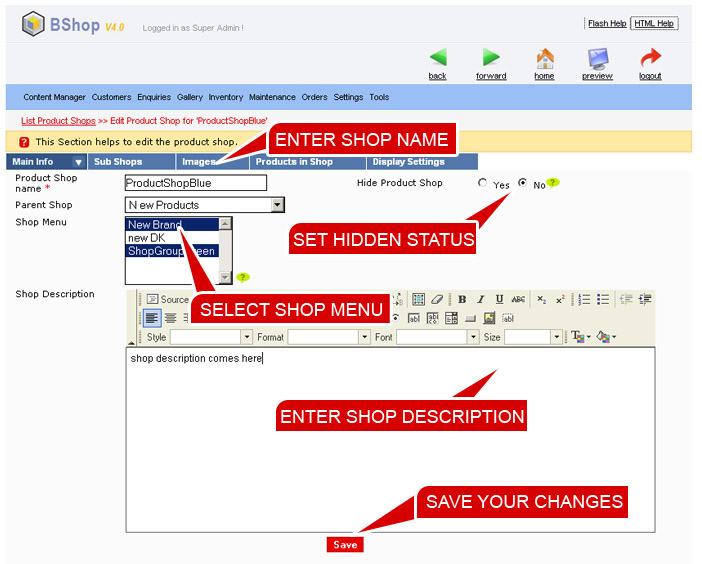 BShop V4.0
Logged in as Super Admin !
Flash Help HTML Help
back forward home preview logout
Content Manager Customers Enquiries Gallery Inventory Maintenance Orders Settings Tools
List Product Shops >> Edit Product Shop for 'ProductShopBlue'
? This Section helps to edit the product shop.
ENTER SHOP NAME
Main Info Sub Shops Images Products in Shop Display Settings
Product Shop name * ProductShopBlue
Hide Product Shop Yes No ?
Parent Shop New Products
Shop Menu
New Brand
new DK
?
SET HIDDEN STATUS
SELECT SHOP MENU
Shop Description
Source
B I U ABC x₂ x²
Style Format Font Size
shop description comes here
ENTER SHOP DESCRIPTION
SAVE YOUR CHANGES
Save